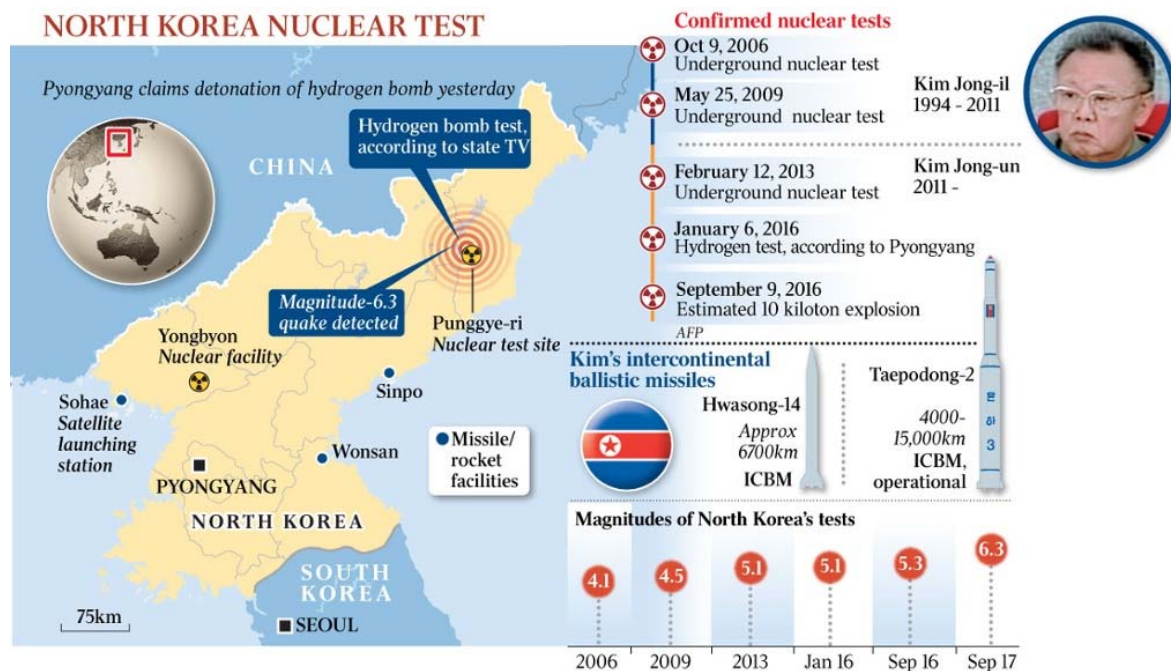 NORTH KOREA NUCLEAR TEST
Pyongyang claims detonation of hydrogen bomb yesterday
Hydrogen bomb test,
according to state TV
CHINA
Magnitude-6.3
quake detected
Punggye-ri
Nuclear test site
Yongbyon
Nuclear facility
Sinpo
Sohae
Satellite
launching
station
Wonsan
Missile/
rocket
facilities
PYONGYANG
NORTH KOREA
SOUTH
KOREA
75km
SEOUL
Confirmed nuclear tests
Oct 9, 2006
Underground nuclear test
May 25, 2009
Underground nuclear test
Kim Jong-il
1994 - 2011
February 12, 2013
Underground nuclear test
Kim Jong-un
2011 -
January 6, 2016
Hydrogen test, according to Pyongyang
September 9, 2016
Estimated 10 kiloton explosion
AFP
Kim's intercontinental
ballistic missiles
Hwasong-14
Approx
6700km
ICBM
Taepodong-2
4000-
15,000km
ICBM,
operational
은
하
3
Magnitudes of North Korea's tests
4.1 4.5 5.1 5.1 5.3 6.3
2006 2009 2013 Jan 16 Sep 16 Sep 17